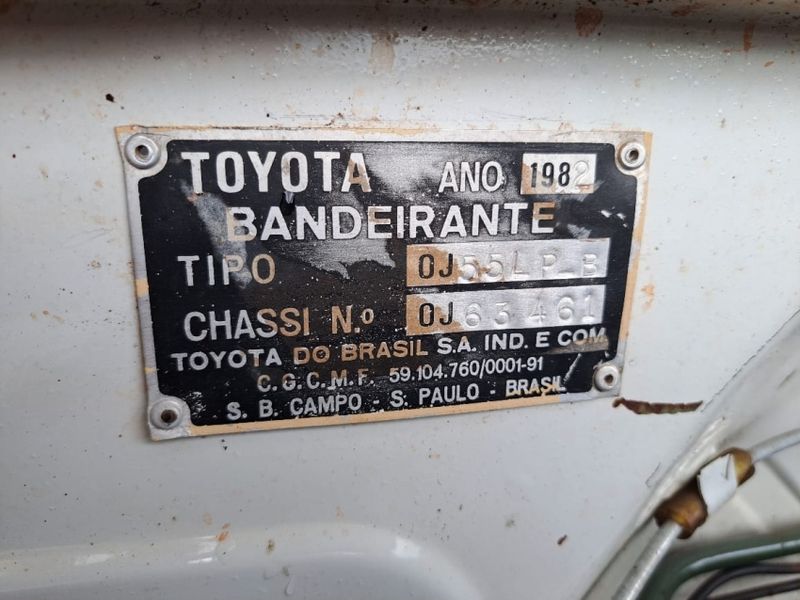 TOYOTA ANO 1982
BANDEIRANTE
TIPO OJ55LP-B
CHASSI N.º OJ63461
TOYOTA DO BRASIL S.A. IND. E COM.
C.G.C.M.F. 59.104.760/0001-91
S. B. CAMPO - S. PAULO - BRASIL